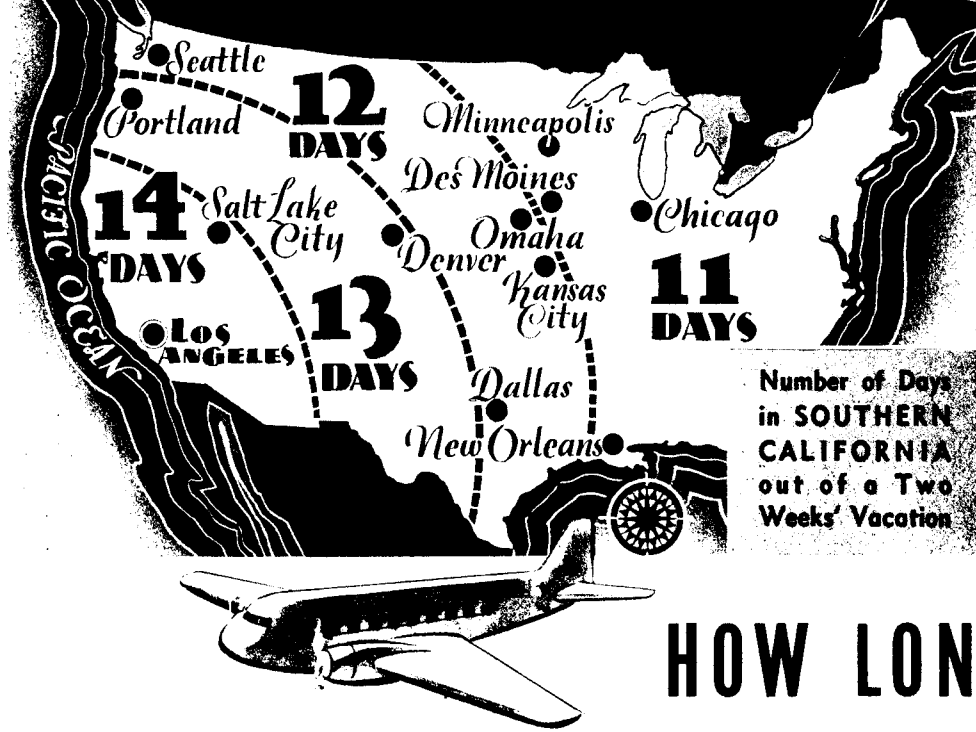 Seattle
12
DAYS
Portland
Minneapolis
Des Moines
14
DAYS
Salt Lake
City
Omaha
Chicago
Denver
Kansas
City
11
DAYS
PACIFIC OCEAN
13
DAYS
LOS
ANGELES
Dallas
New Orleans
Number of Days
in SOUTHERN
CALIFORNIA
out of a Two
Weeks' Vacation
HOW LON